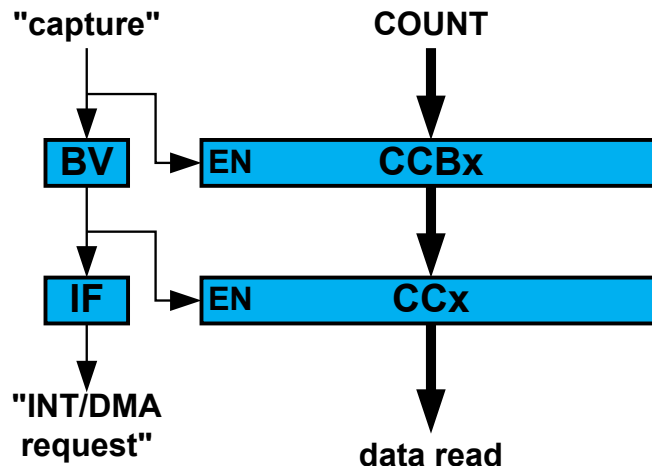 "capture"
COUNT
BV
EN
CCBx
IF
EN
CCx
"INT/DMA
request"
data read